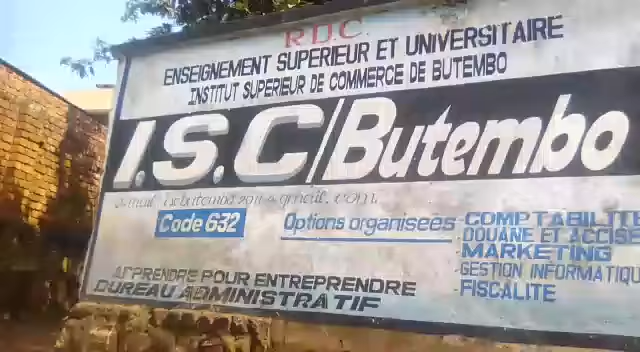 R.D.C.
ENSEIGNEMENT SUPERIEUR ET UNIVERSITAIRE
INSTITUT SUPERIEUR DE COMMERCE DE BUTEMBO
I.S.C/Butembo
Code 632
Options organisées
COMPTABILITE
DOUANE ET ACCISE
MARKETING
GESTION INFORMATIQU
FISCALITE
APPRENDRE POUR ENTREPRENDRE
BUREAU ADMINISTRATIF